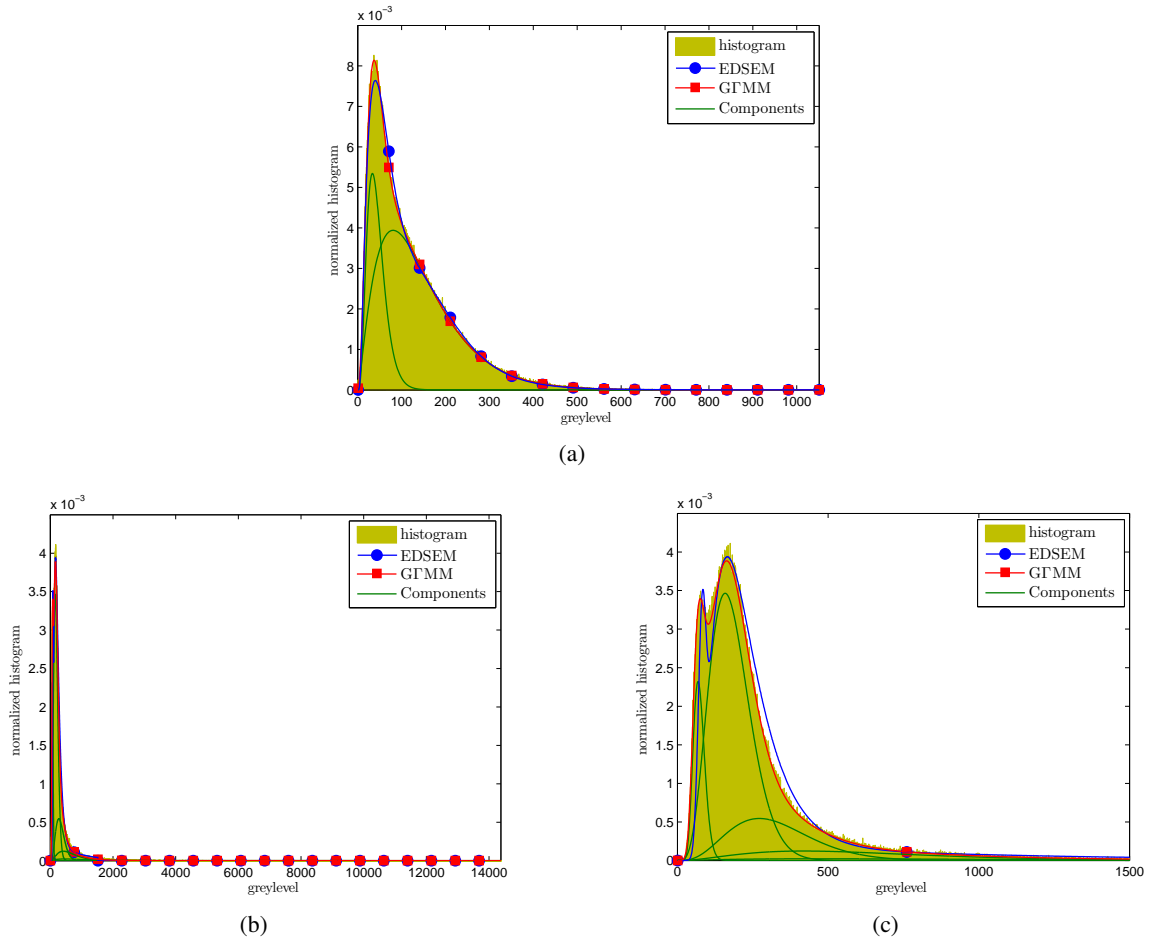 x 10⁻³
8
7
6
5
4
3
2
1
0
normalized histogram
histogram
EDSEM
GΓMM
Components
0 100 200 300 400 500 600 700 800 900 1000
greylevel
(a)
x 10⁻³
4
3.5
3
2.5
2
1.5
1
0.5
0
normalized histogram
histogram
EDSEM
GΓMM
Components
0 2000 4000 6000 8000 10000 12000 14000
greylevel
(b)
x 10⁻³
4
3.5
3
2.5
2
1.5
1
0.5
0
normalized histogram
histogram
EDSEM
GΓMM
Components
0 500 1000 1500
greylevel
(c)